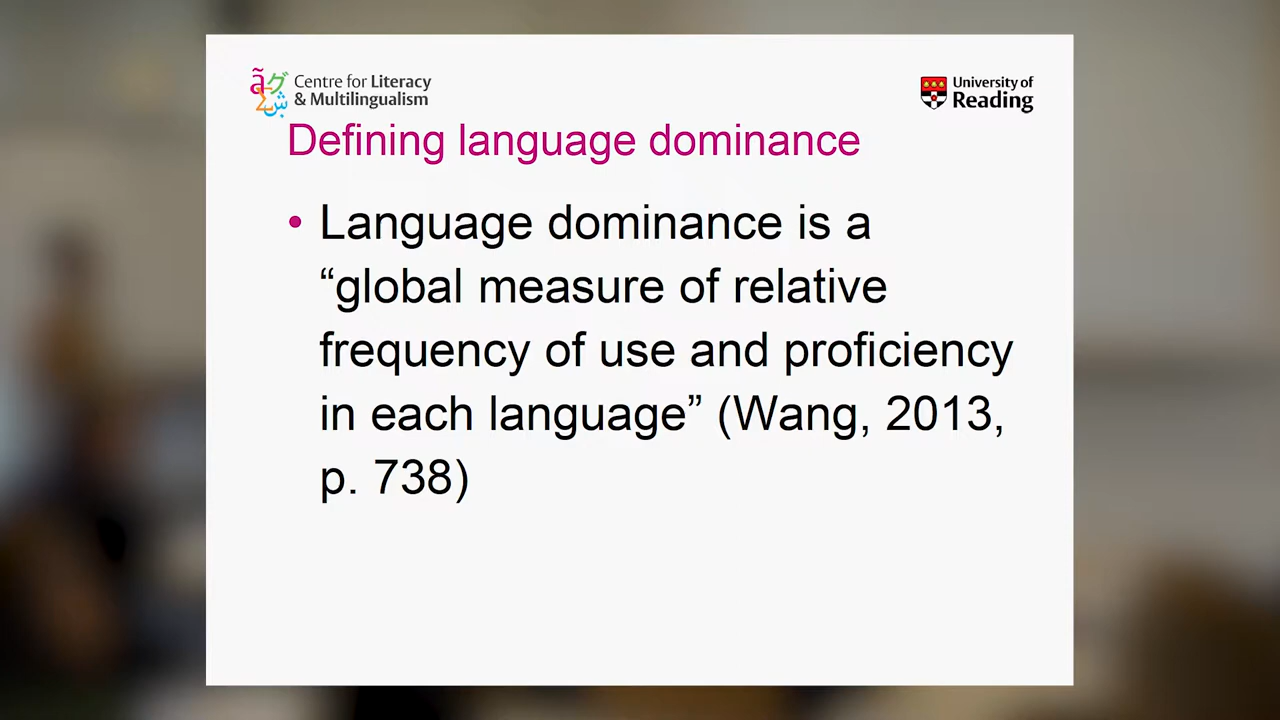 Centre for Literacy
& Multilingualism
University of
Reading
Defining language dominance
• Language dominance is a
“global measure of relative
frequency of use and proficiency
in each language” (Wang, 2013,
p. 738)